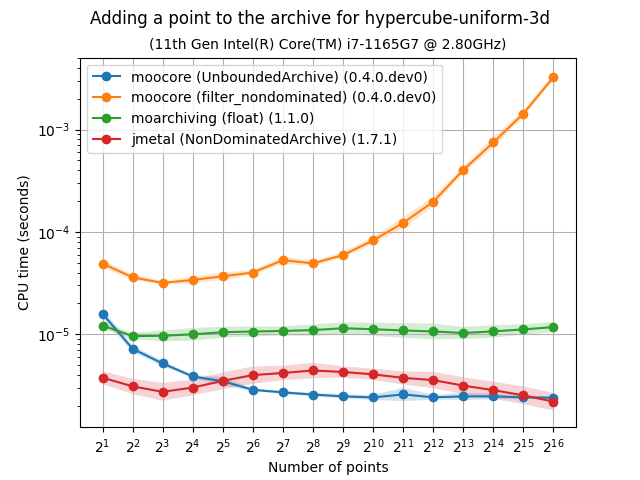 Adding a point to the archive for hypercube-uniform-3d
(11th Gen Intel(R) Core(TM) i7-1165G7 @ 2.80GHz)
moocore (UnboundedArchive) (0.4.0.dev0)
moocore (filter_nondominated) (0.4.0.dev0)
moarchiving (float) (1.1.0)
jmetal (NonDominatedArchive) (1.7.1)
CPU time (seconds)
10⁻³
10⁻⁴
10⁻⁵
2¹ 2² 2³ 2⁴ 2⁵ 2⁶ 2⁷ 2⁸ 2⁹ 2¹⁰ 2¹¹ 2¹² 2¹³ 2¹⁴ 2¹⁵ 2¹⁶
Number of points